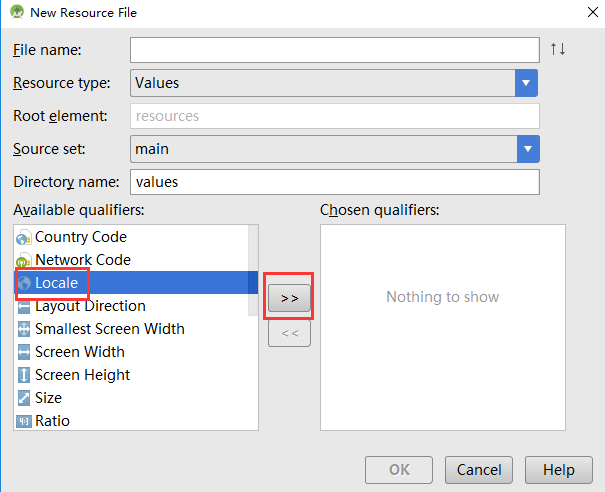 New Resource File
File name:
Resource type: Values
Root element: resources
Source set: main
Directory name: values
Available qualifiers: Chosen qualifiers:
Country Code
Network Code
Locale
>>
Layout Direction
Nothing to show
Smallest Screen Width
<<
Screen Width
Screen Height
Size
Ratio
OK Cancel Help